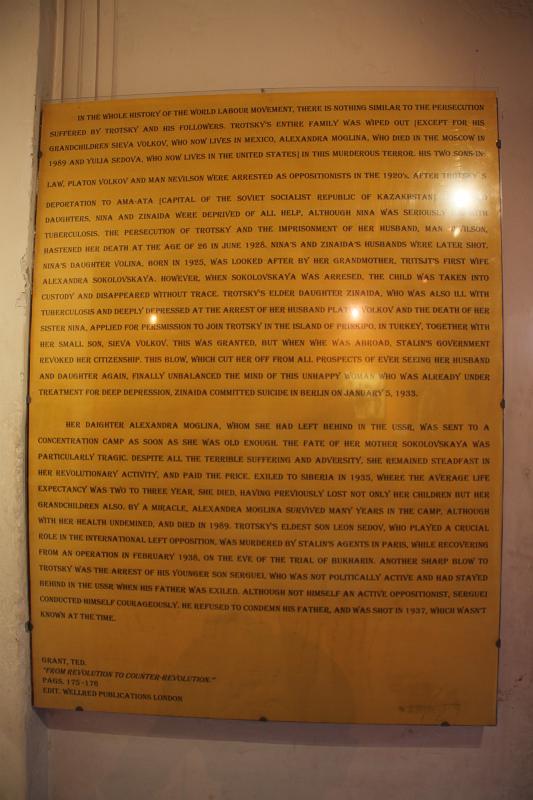 IN THE WHOLE HISTORY OF THE WORLD LABOUR MOVEMENT, THERE IS NOTHING SIMILAR TO THE PERSECUTION
SUFFERED BY TROTSKY AND HIS FOLLOWERS. TROTSKY'S ENTIRE FAMILY WAS WIPED OUT [EXCEPT FOR HIS
GRANDCHILDREN SIEVA VOLKOV, WHO NOW LIVES IN MEXICO, ALEXANDRA MOGLINA, WHO DIED IN THE MOSCOW IN
1989 AND YULIA SEDOVA, WHO NOW LIVES IN THE UNITED STATES] IN THIS MURDEROUS TERROR. HIS TWO SONS-IN-
LAW, PLATON VOLKOV AND MAN NEVILSON WERE ARRESTED AS OPPOSITIONISTS IN THE 1920's. AFTER TROTSKY'S
DEPORTATION TO AMA-ATA [CAPITAL OF THE SOVIET SOCIALIST REPUBLIC OF KAZAKHSTAN]
DAUGHTERS, NINA AND ZINAIDA WERE DEPRIVED OF ALL HELP, ALTHOUGH NINA WAS SERIOUSLY WITH
TUBERCULOSIS. THE PERSECUTION OF TROTSKY AND THE IMPRISONMENT OF HER HUSBAND, MAN
HASTENED HER DEATH AT THE AGE OF 26 IN JUNE 1928. NINA'S AND ZINAIDA'S HUSBANDS WERE LATER SHOT.
NINA'S DAUGHTER VOLINA, BORN IN 1925, WAS LOOKED AFTER BY HER GRANDMOTHER, TRITSJT'S FIRST WIFE
ALEXANDRA SOKOLOVSKAYA. HOWEVER, WHEN SOKOLOVSKAYA WAS ARRESED, THE CHILD WAS TAKEN INTO
CUSTODY AND DISAPPEARED WITHOUT TRACE. TROTSKY'S ELDER DAUGHTER ZINAIDA, WHO WAS ALSO ILL WITH
TUBERCULOSIS AND DEEPLY DEPRESSED AT THE ARREST OF HER HUSBAND PLATON VOLKOV AND THE DEATH OF HER
SISTER NINA, APPLIED FOR PERSMISSION TO JOIN TROTSKY IN THE ISLAND OF PRINKIPO, IN TURKEY, TOGETHER WITH
HER SMALL SON, SIEVA VOLKOV. THIS WAS GRANTED, BUT WHEN WHE WAS ABROAD, STALIN'S GOVERNMENT
REVOKED HER CITIZENSHIP. THIS BLOW, WHICH CUT HER OFF FROM ALL PROSPECTS OF EVER SEEING HER HUSBAND
AND DAUGHTER AGAIN, FINALLY UNBALANCED THE MIND OF THIS UNHAPPY WOMAN WHO WAS ALREADY UNDER
TREATMENT FOR DEEP DEPRESSION, ZINAIDA COMMITTED SUICIDE IN BERLIN ON JANUARY 5, 1933.
HER DAIGHTER ALEXANDRA MOGLINA, WHOM SHE HAD LEFT BEHIND IN THE USSR, WAS SENT TO A
CONCENTRATION CAMP AS SOON AS SHE WAS OLD ENOUGH. THE FATE OF HER MOTHER SOKOLOVSKAYA WAS
PARTICULARLY TRAGIC. DESPITE ALL THE TERRIBLE SUFFERING AND ADVERSITY, SHE REMAINED STEADFAST IN
HER REVOLUTIONARY ACTIVITY, AND PAID THE PRICE. EXILED TO SIBERIA IN 1935, WHERE THE AVERAGE LIFE
EXPECTANCY WAS TWO TO THREE YEAR, SHE DIED, HAVING PREVIOUSLY LOST NOT ONLY HER CHILDREN BUT HER
GRANDCHILDREN ALSO. BY A MIRACLE, ALEXANDRA MOGLINA SURVIVED MANY YEARS IN THE CAMP, ALTHOUGH
WITH HER HEALTH UNDEMINED, AND DIED IN 1989. TROTSKY'S ELDEST SON LEON SEDOV, WHO PLAYED A CRUCIAL
ROLE IN THE INTERNATIONAL LEFT OPPOSITION, WAS MURDERED BY STALIN'S AGENTS IN PARIS, WHILE RECOVERING
FROM AN OPERATION IN FEBRUARY 1938, ON THE EVE OF THE TRIAL OF BUKHARIN. ANOTHER SHARP BLOW TO
TROTSKY WAS THE ARREST OF HIS YOUNGER SON SERGUEI, WHO WAS NOT POLITICALLY ACTIVE AND HAD STAYED
BEHIND IN THE USSR WHEN HIS FATHER WAS EXILED. ALTHOUGH NOT HIMSELF AN ACTIVE OPPOSITIONIST, SERGUEI
CONDUCTED HIMSELF COURAGEOUSLY. HE REFUSED TO CONDEMN HIS FATHER, AND WAS SHOT IN 1937, WHICH WASN'T
KNOWN AT THE TIME.
GRANT, TED.
"FROM REVOLUTION TO COUNTER-REVOLUTION."
PAGS. 175-176
EDIT. WELLRED PUBLICATIONS LONDON